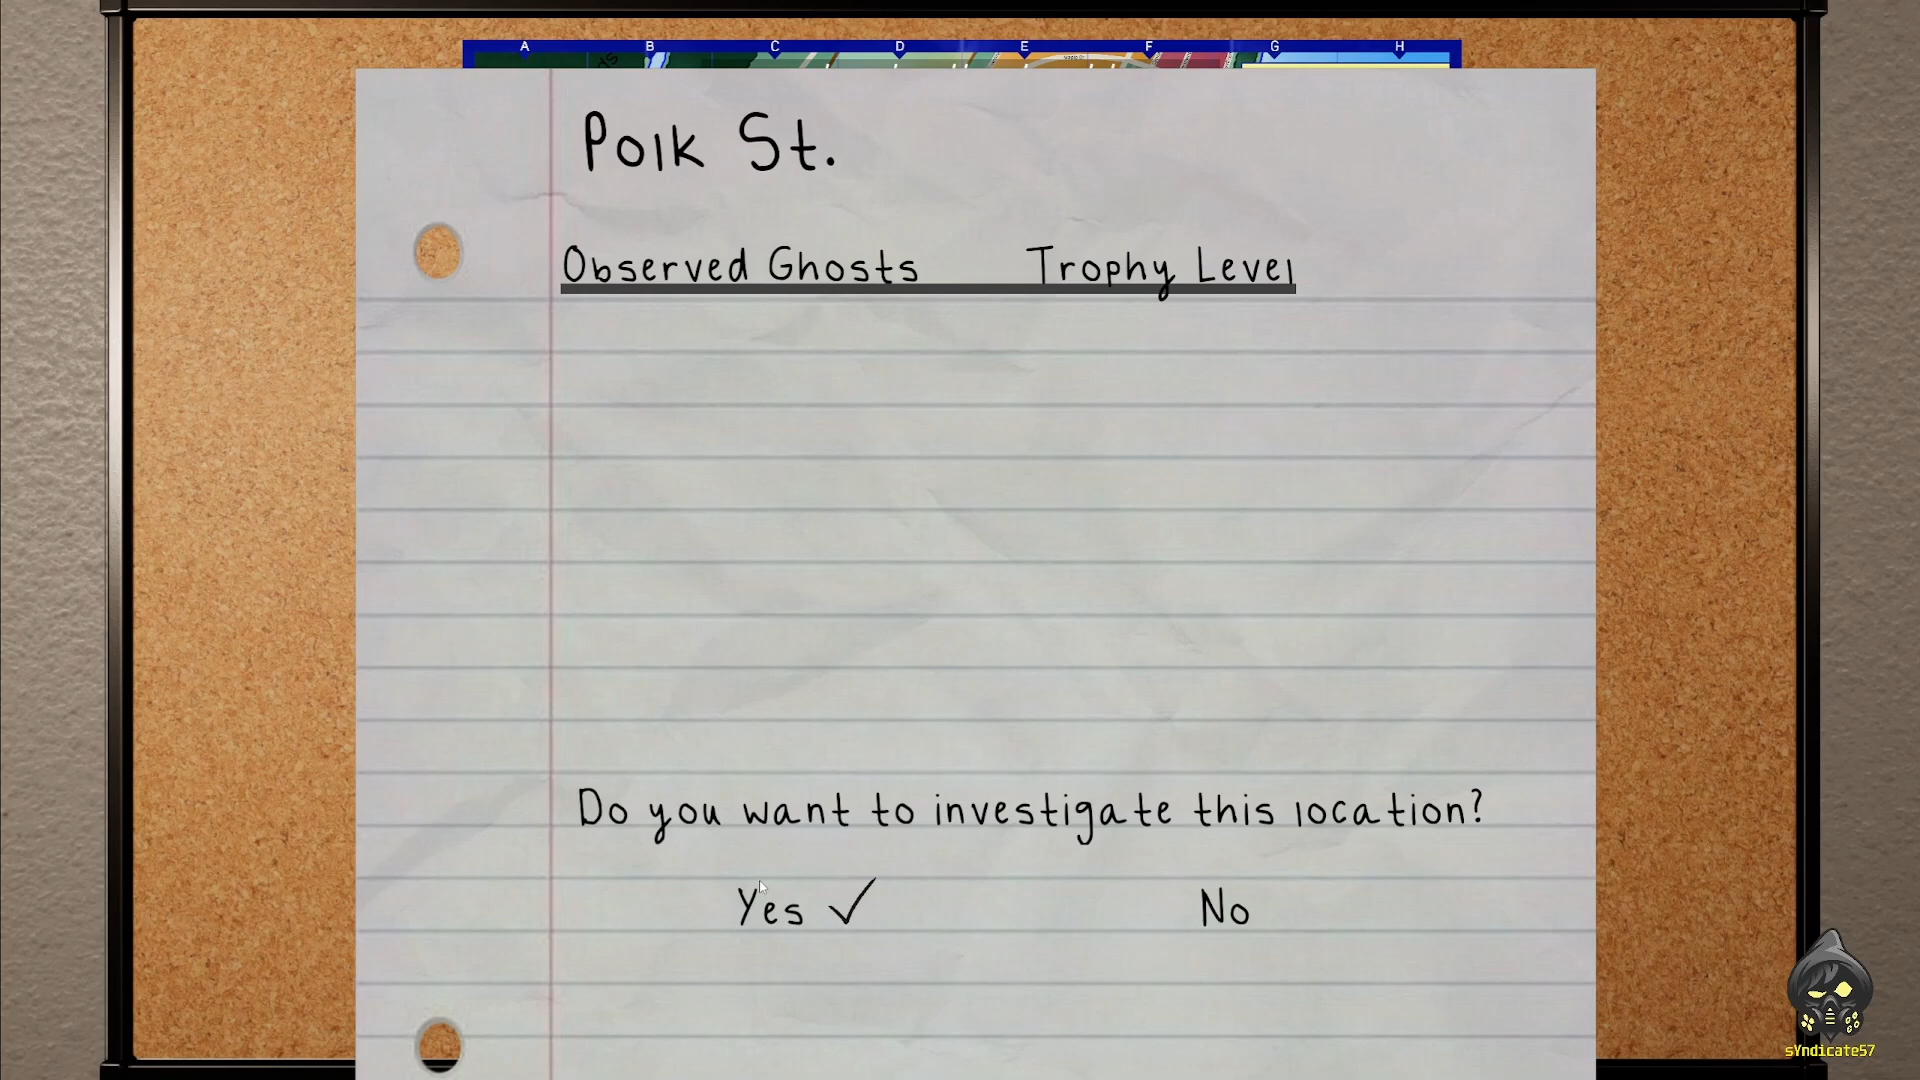 A B C D E F G H
Polk St.
Observed Ghosts Trophy Level
Do you want to investigate this location?
Yes ✓ No
sYndicate57